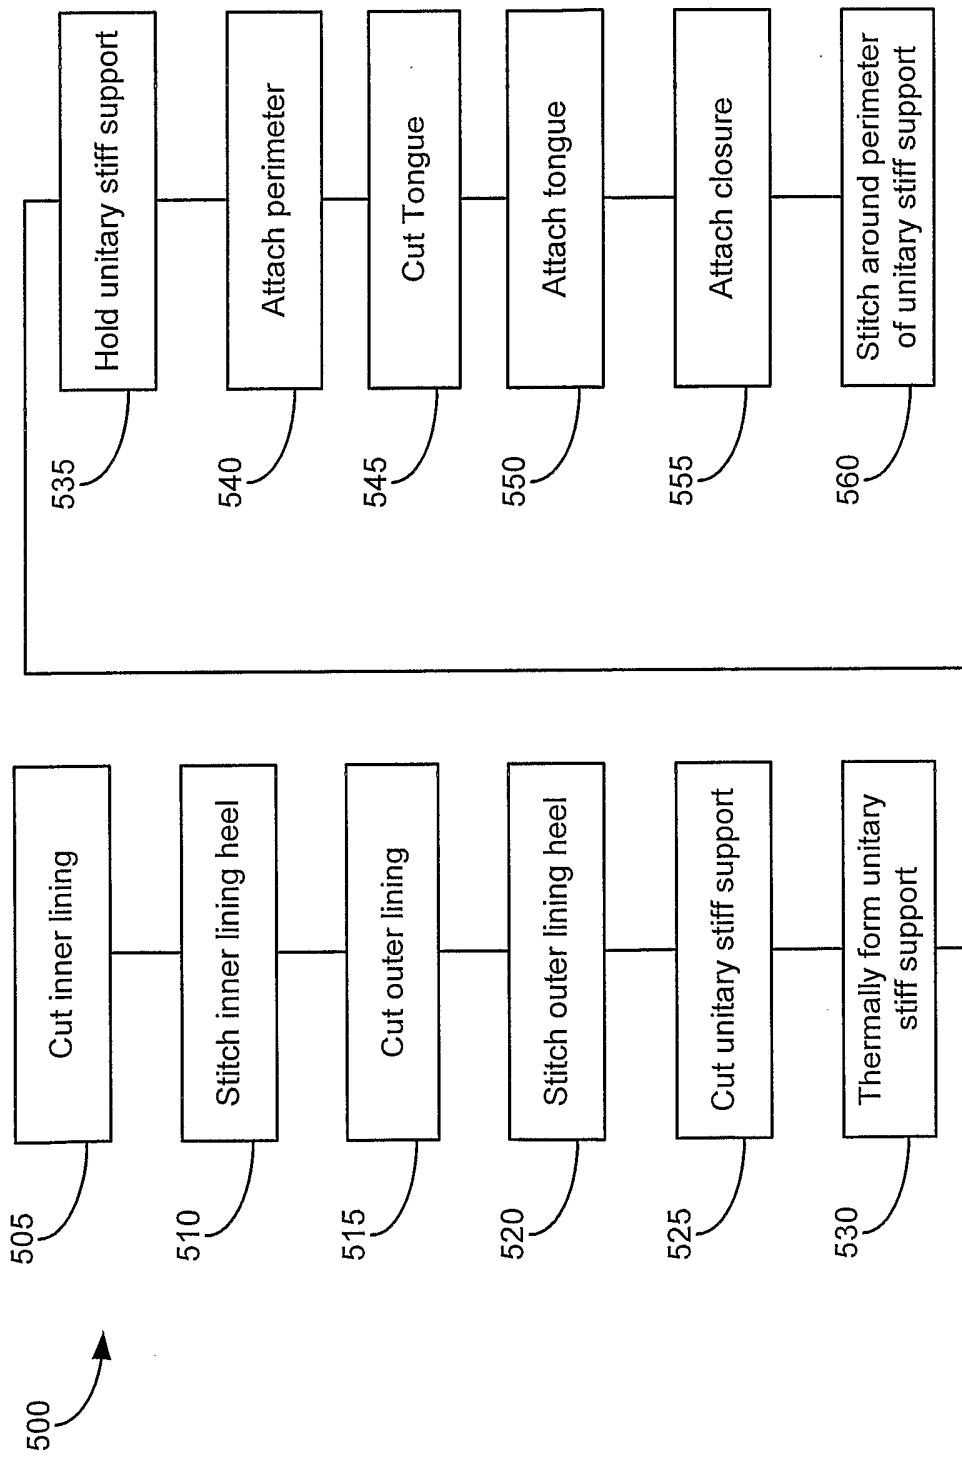 500
505
Cut inner lining
510
Stitch inner lining heel
515
Cut outer lining
520
Stitch outer lining heel
525
Cut unitary stiff support
530
Thermally form unitary
stiff support
535
Hold unitary stiff support
540
Attach perimeter
545
Cut Tongue
550
Attach tongue
555
Attach closure
560
Stitch around perimeter
of unitary stiff support